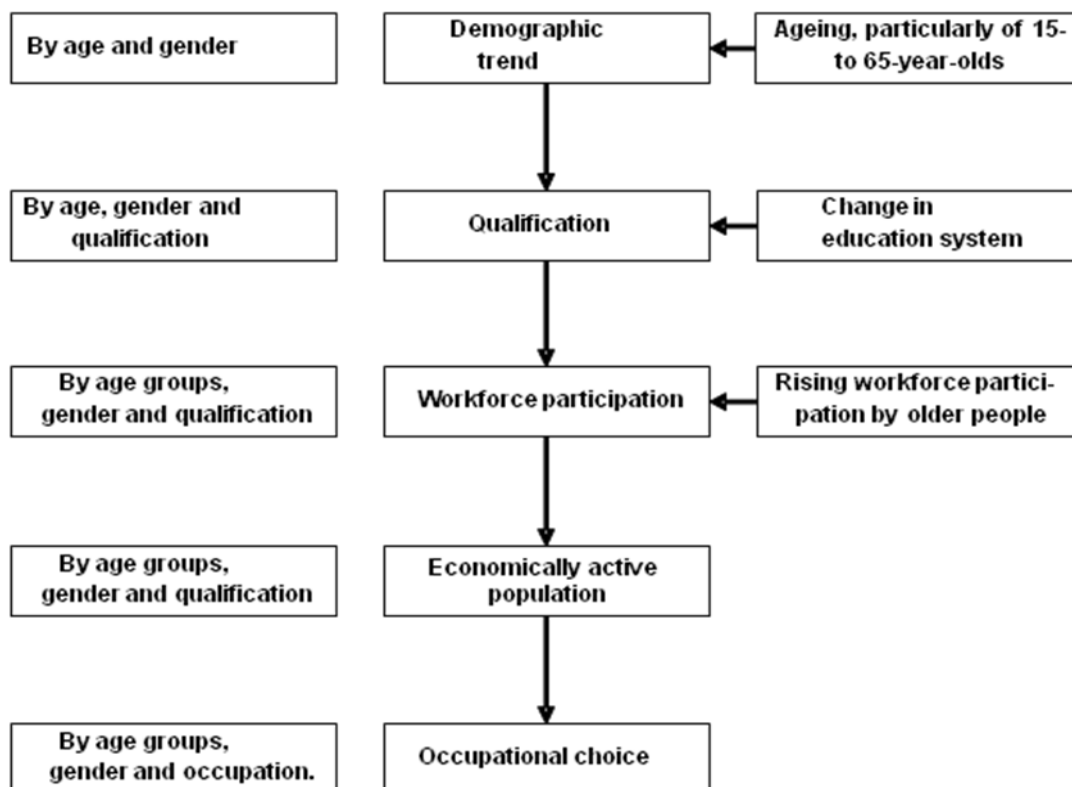 By age and gender
Demographic
trend
Ageing, particularly of 15-
to 65-year-olds
By age, gender and
qualification
Qualification
Change in
education system
By age groups,
gender and qualification
Workforce participation
Rising workforce partici-
pation by older people
By age groups,
gender and qualification
Economically active
population
By age groups,
gender and occupation.
Occupational choice